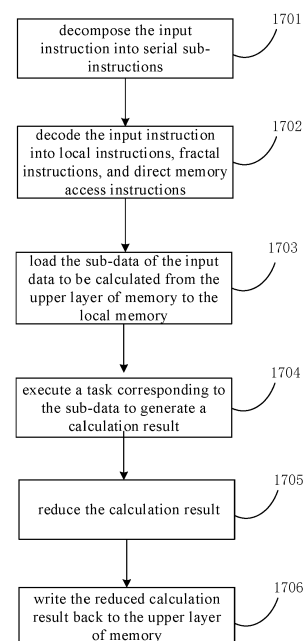 1701
decompose the input
instruction into serial sub-
instructions
1702
decode the input instruction
into local instructions, fractal
instructions, and direct memory
access instructions
1703
load the sub-data of the input
data to be calculated from the
upper layer of memory to the
local memory
1704
execute a task corresponding to
the sub-data to generate a
calculation result
1705
reduce the calculation result
1706
write the reduced calculation
result back to the upper layer
of memory